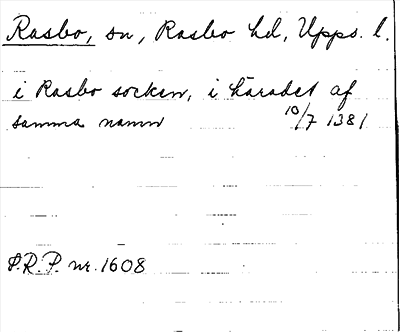 Rasbo, sn, Rasbo hd, Upps. l.
i Rasbo socken, i häradet af
samma namn 10/7 1381
S.R.P. nr. 1608